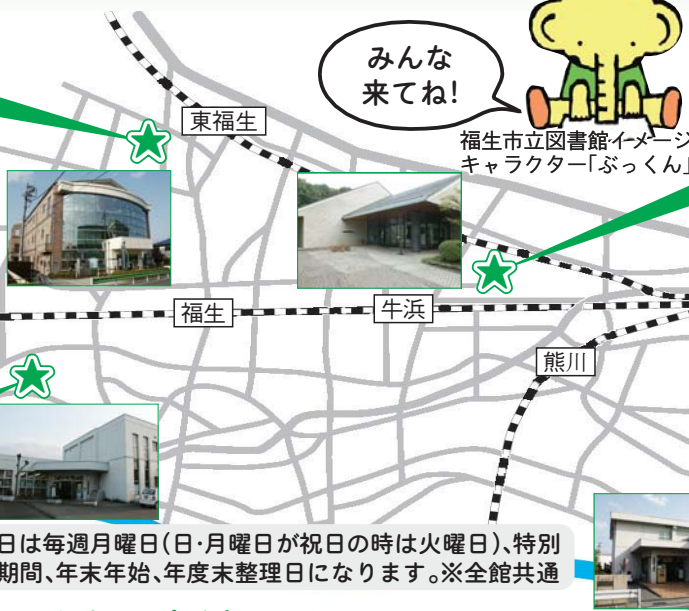 みんな
来てね!
福生市立図書館イメージ
キャラクター「ぶっくん」
東福生
福生
牛浜
熊川
日は毎週月曜日(日・月曜日が祝日の時は火曜日)、特別
期間、年末年始、年度末整理日になります。※全館共通